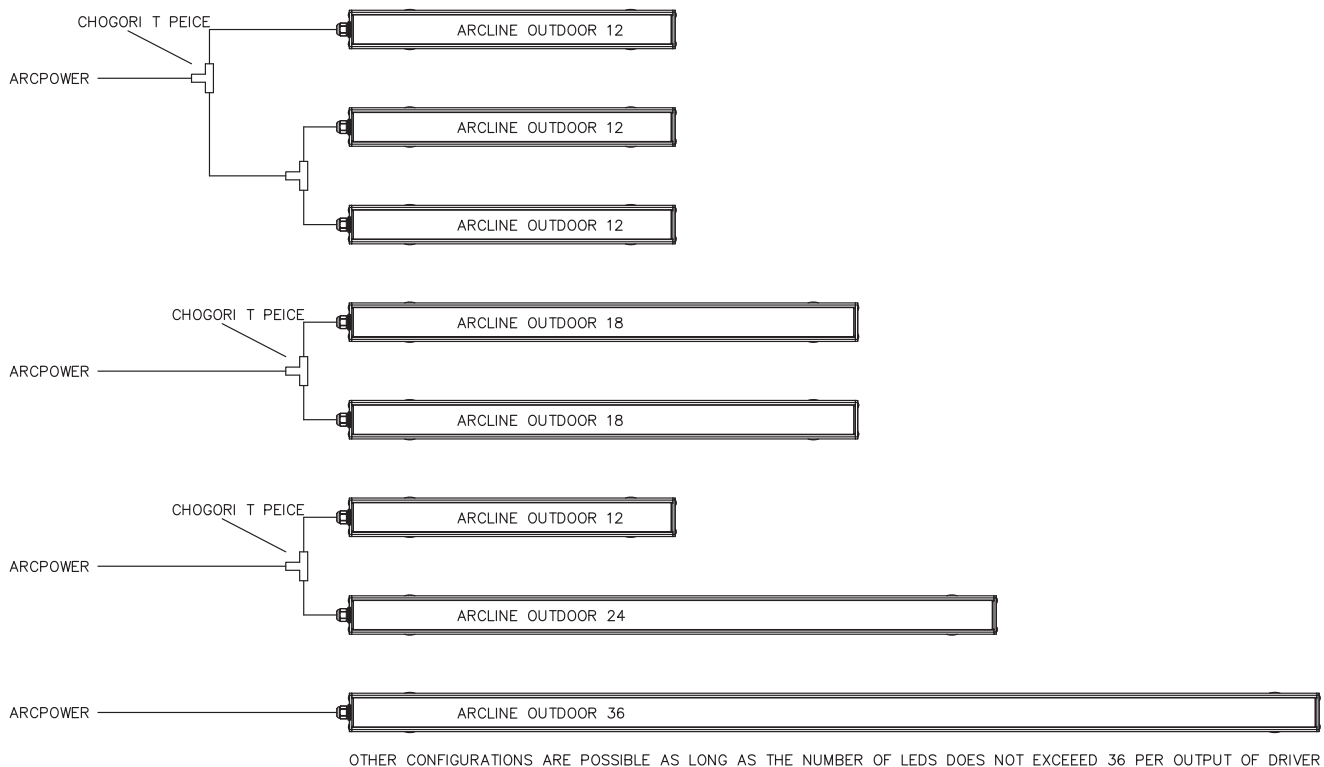 CHOGORI T PEICE
ARCLINE OUTDOOR 12
ARCPOWER
ARCLINE OUTDOOR 12
ARCLINE OUTDOOR 12
CHOGORI T PEICE
ARCLINE OUTDOOR 18
ARCPOWER
ARCLINE OUTDOOR 18
CHOGORI T PEICE
ARCLINE OUTDOOR 12
ARCPOWER
ARCLINE OUTDOOR 24
ARCPOWER
ARCLINE OUTDOOR 36
OTHER CONFIGURATIONS ARE POSSIBLE AS LONG AS THE NUMBER OF LEDS DOES NOT EXCEEED 36 PER OUTPUT OF DRIVER